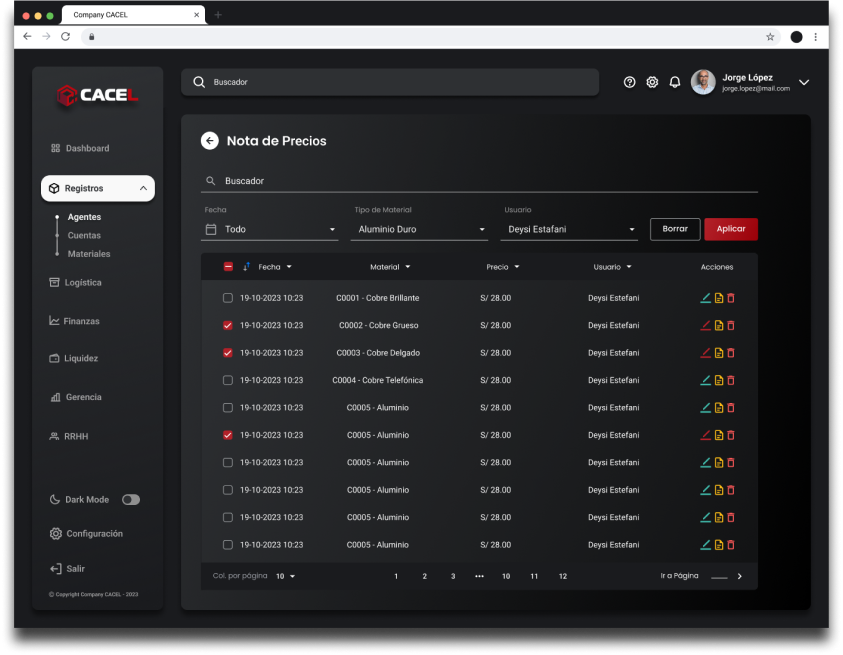 Company CACEL
CACEL
Buscador
Jorge López
jorge.lopez@mail.com
Dashboard
Registros
Agentes
Cuentas
Materiales
Logística
Finanzas
Liquidez
Gerencia
RRHH
Dark Mode
Configuración
Salir
© Copyright Company CACEL - 2023
Nota de Precios
Buscador
Fecha Tipo de Material Usuario
Todo Aluminio Duro Deysi Estafani Borrar Aplicar
Fecha Material Precio Usuario Acciones
19-10-2023 10:23 C0001 - Cobre Brillante S/ 28.00 Deysi Estefani
19-10-2023 10:23 C0002 - Cobre Grueso S/ 28.00 Deysi Estefani
19-10-2023 10:23 C0003 - Cobre Delgado S/ 28.00 Deysi Estefani
19-10-2023 10:23 C0004 - Cobre Telefónica S/ 28.00 Deysi Estefani
19-10-2023 10:23 C0005 - Aluminio S/ 28.00 Deysi Estefani
19-10-2023 10:23 C0005 - Aluminio S/ 28.00 Deysi Estefani
19-10-2023 10:23 C0005 - Aluminio S/ 28.00 Deysi Estefani
19-10-2023 10:23 C0005 - Aluminio S/ 28.00 Deysi Estefani
19-10-2023 10:23 C0005 - Aluminio S/ 28.00 Deysi Estefani
19-10-2023 10:23 C0005 - Aluminio S/ 28.00 Deysi Estefani
Col. por página 10 1 2 3 ••• 10 11 12 Ir a Página